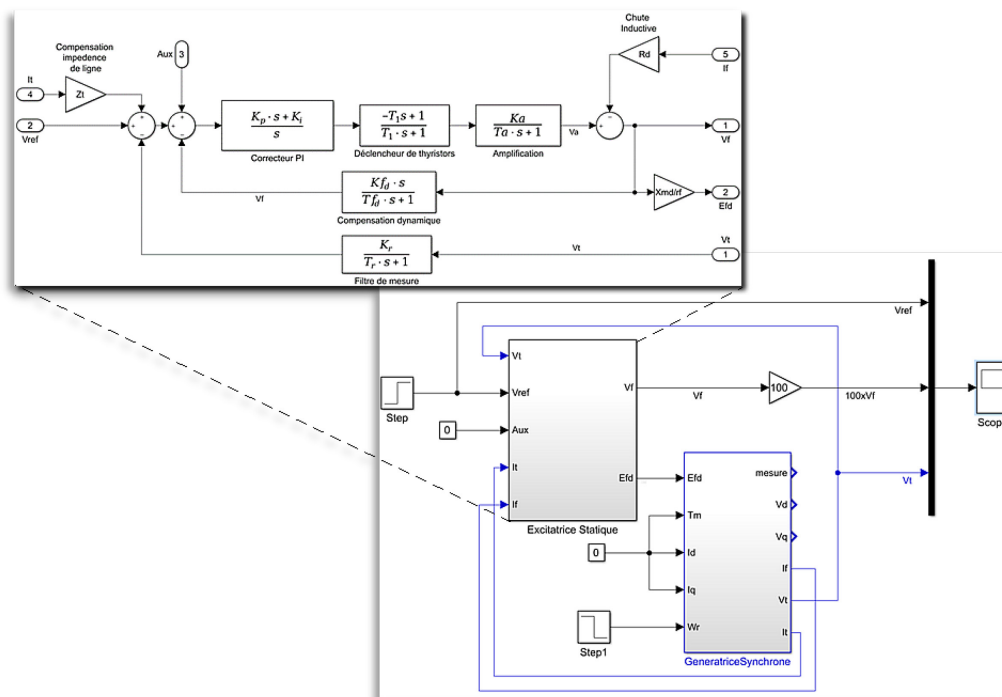 Chute
Inductive
Compensation
impedence
de ligne
Aux
3
Rd
5
If
It
4
Zt
2
Vref
+
+
-
+
-
Kp · s + Ki
s
Correcteur PI
-T1s + 1
T1 · s + 1
Déclencheur de thyristors
Ka
Ta · s + 1
Amplification
Va
+
-
1
Vf
Vf
Kfd · s
Tfd · s + 1
Compensation dynamique
Xmd/rf
2
Efd
Kr
Tr · s + 1
Filtre de mesure
Vt
Vt
1
Vref
Vt
Step
Vref
Vf
Vf
100
100xVf
Scop
0
Aux
It
Efd
If
Excitatrice Statique
Efd
mesure
Vt
Tm
Vd
0
Id
Vq
Iq
If
Vt
Wr
It
Step1
GeneratriceSynchrone